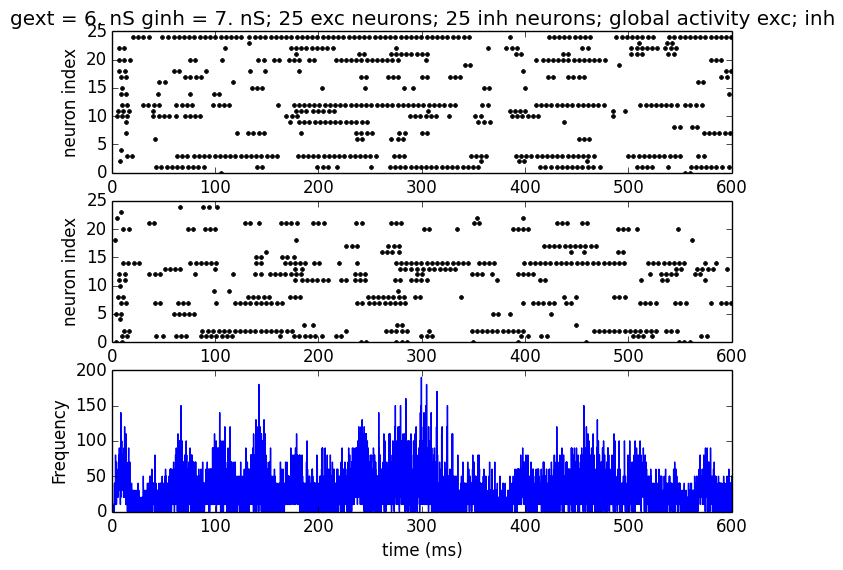 gext = 6. nS ginh = 7. nS; 25 exc neurons; 25 inh neurons; global activity exc; inh
25
20
15
10
5
0
neuron index
0 100 200 300 400 500 600
25
20
15
10
5
0
neuron index
0 100 200 300 400 500 600
200
150
100
50
0
Frequency
0 100 200 300 400 500 600
time (ms)